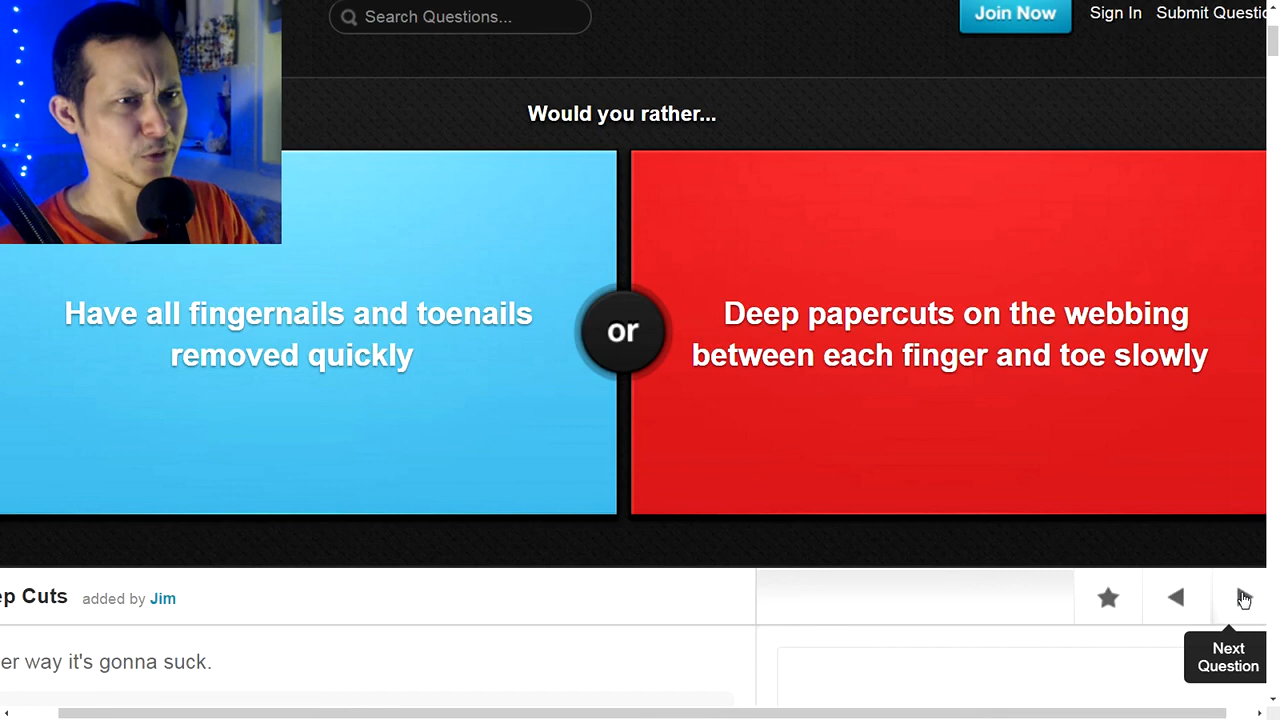 Search Questions...
Join Now
Sign In
Submit Questio
Would you rather...
Have all fingernails and toenails
removed quickly
or
Deep papercuts on the webbing
between each finger and toe slowly
ep Cuts
added by Jim
Next
Question
er way it's gonna suck.